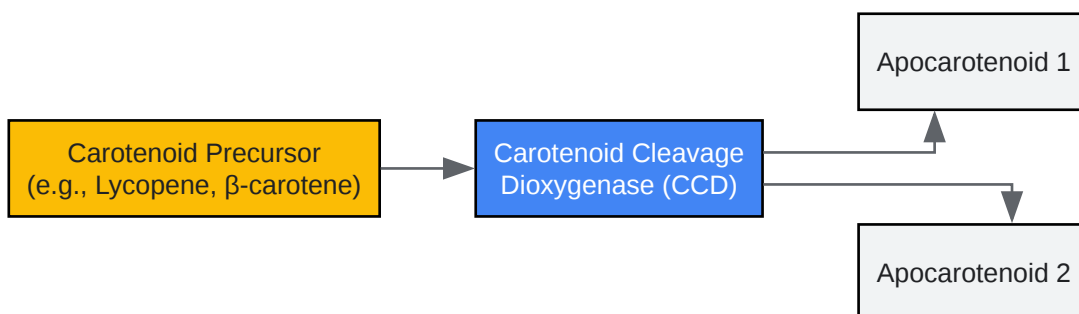 Apocarotenoid 1
Carotenoid Precursor
(e.g., Lycopene, β-carotene)
Carotenoid Cleavage
Dioxygenase (CCD)
Apocarotenoid 2